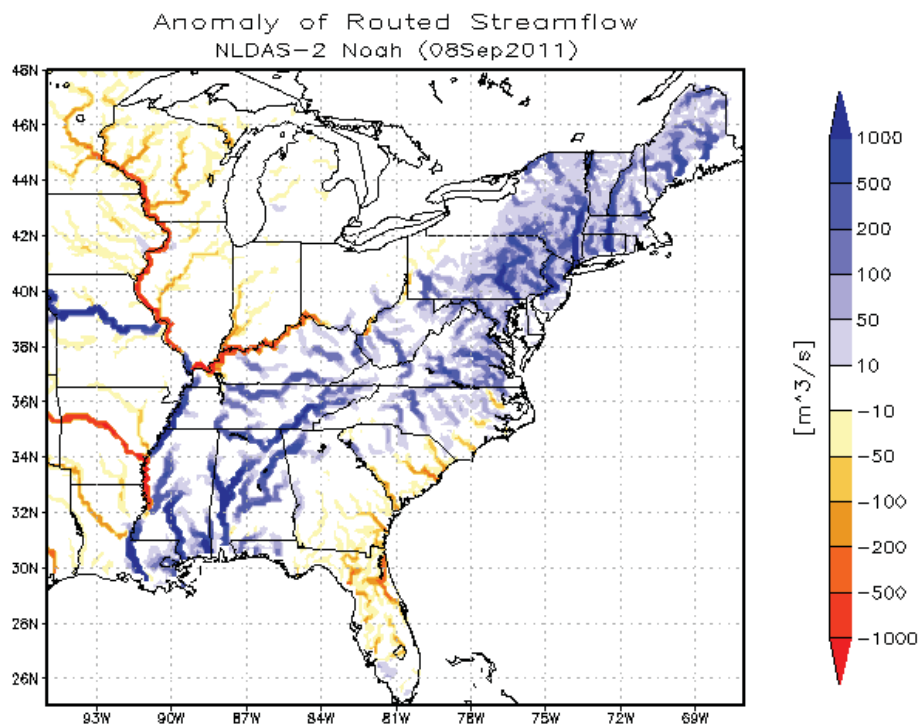 Anomaly of Routed Streamflow
NLDAS-2 Noah (08Sep2011)
48N
46N
44N
42N
40N
38N
36N
34N
32N
30N
28N
26N
93W 90W 87W 84W 81W 78W 75W 72W 69W
1000
500
200
100
50
10
-10
-50
-100
-200
-500
-1000
[m^3/s]